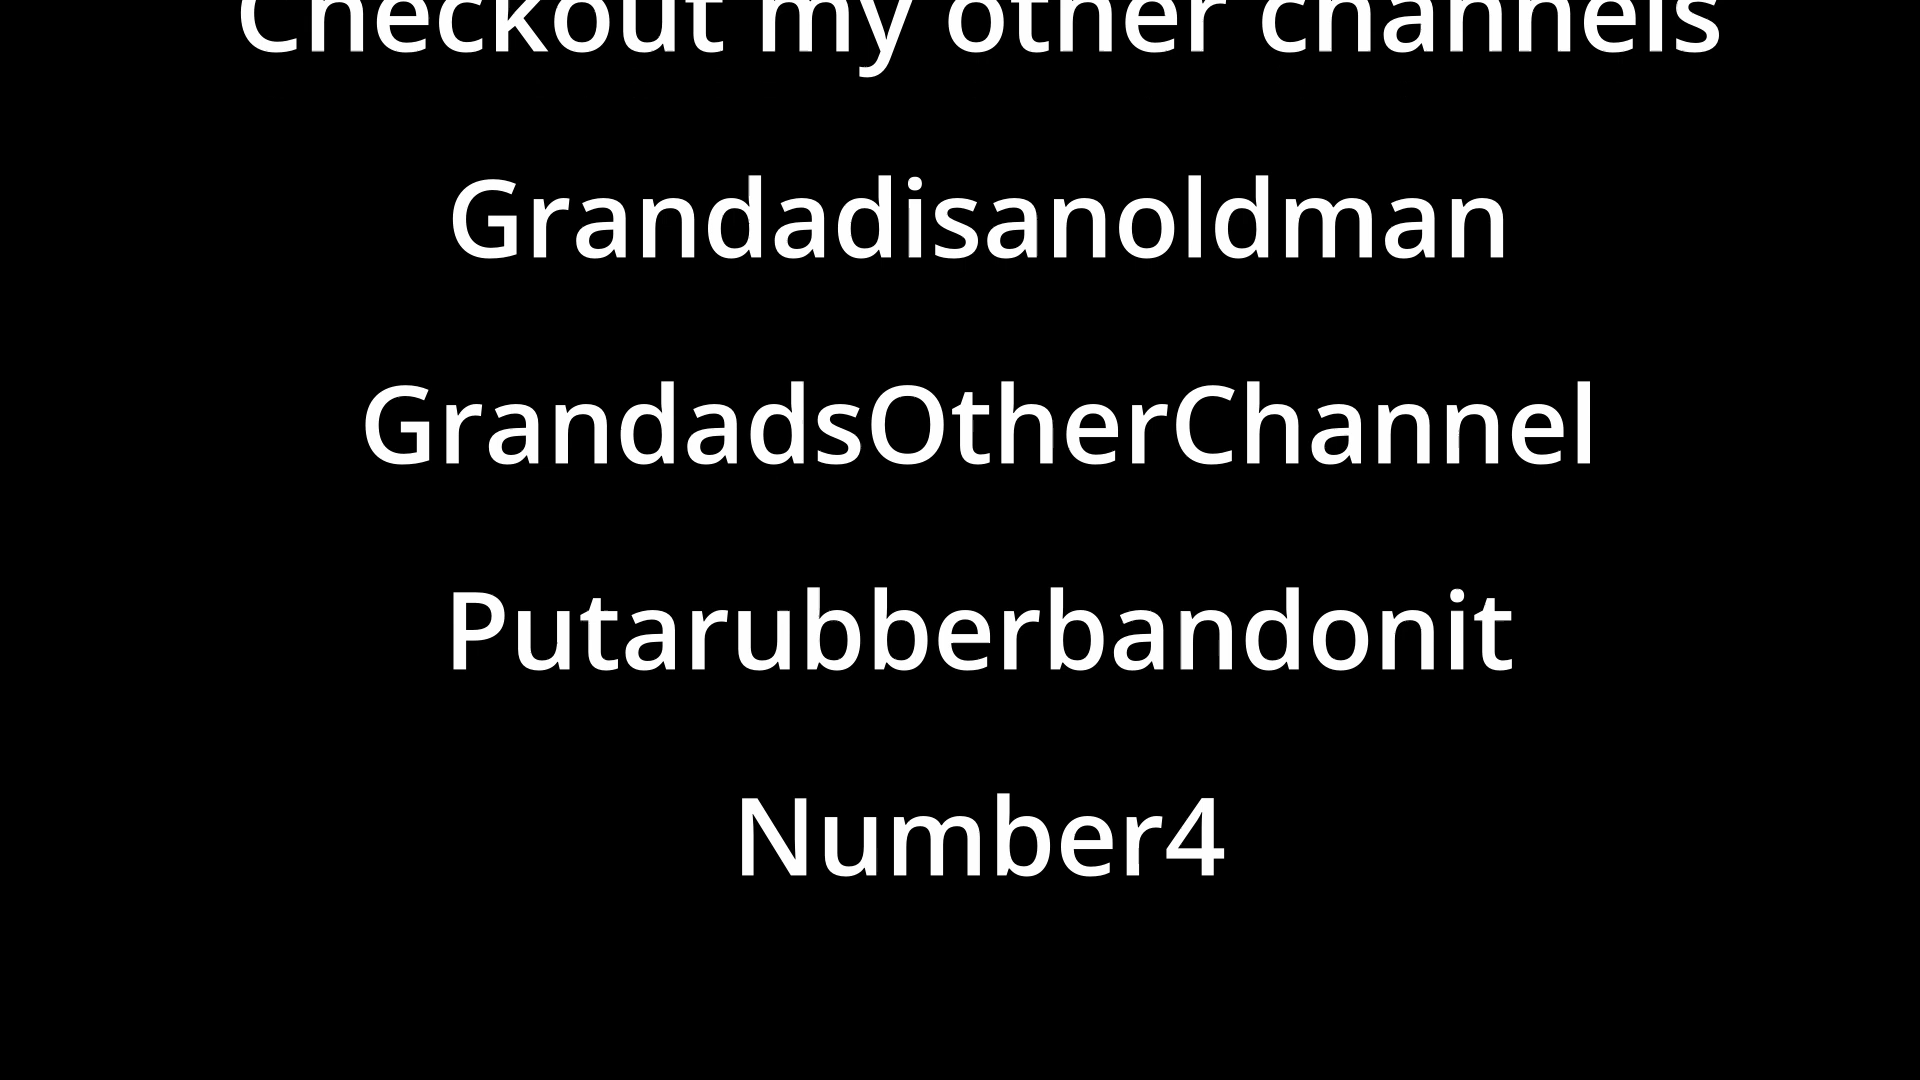 Checkout my other channels
Grandadisanoldman
GrandadsOtherChannel
Putarubberbandonit
Number4